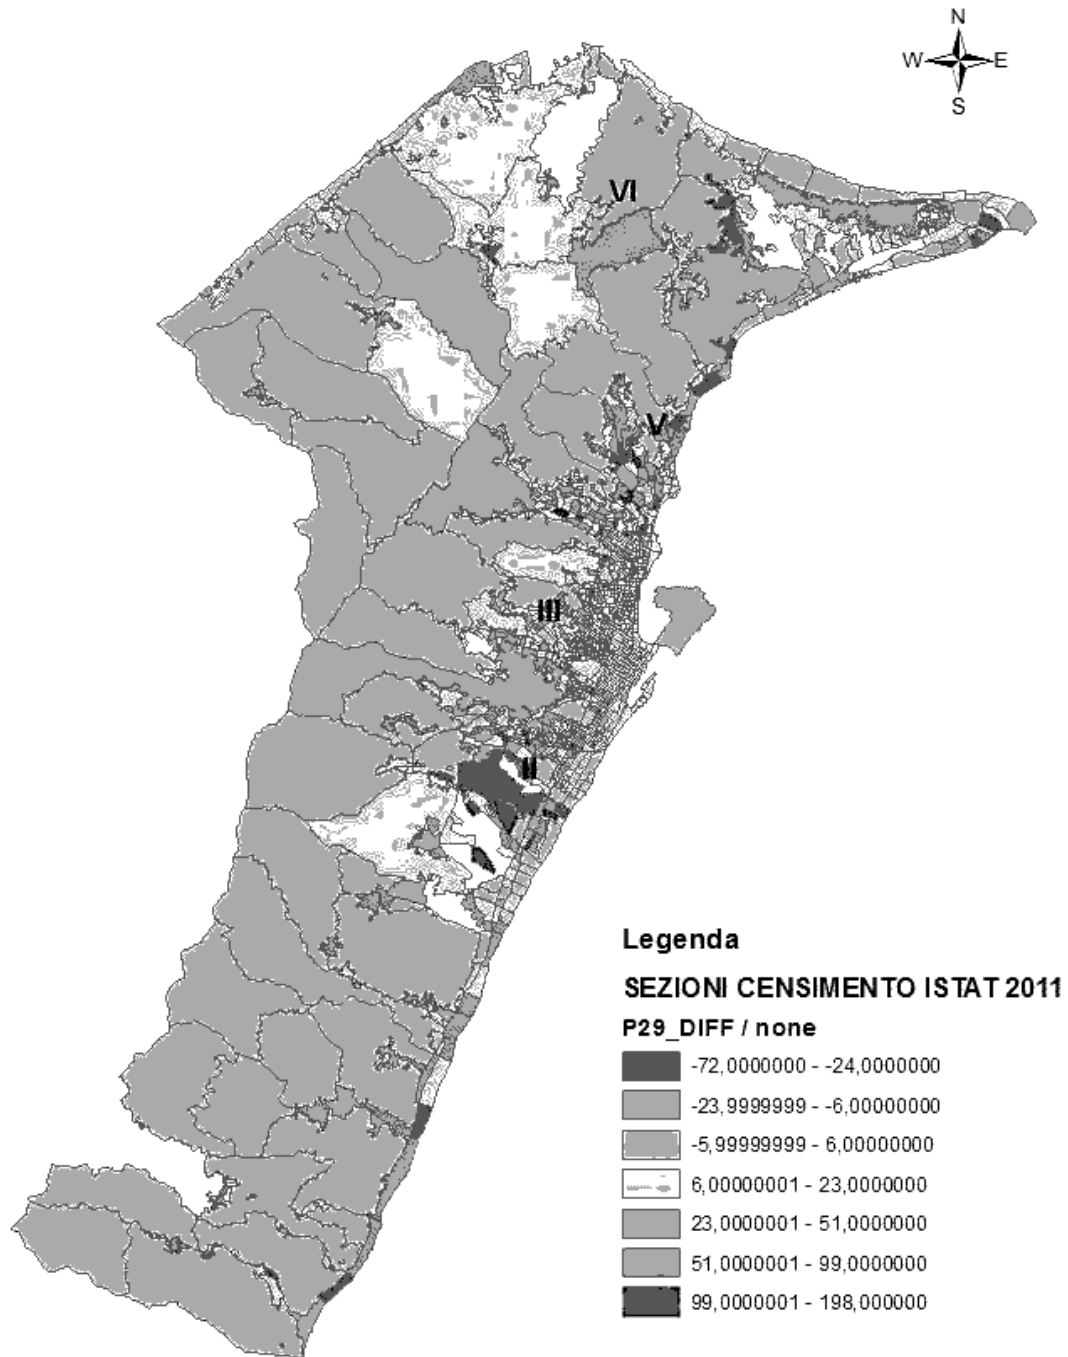 N
W E
S
VI
V
III
II
Legenda
SEZIONI CENSIMENTO ISTAT 2011
P29_DIFF / none
-72,0000000 - -24,0000000
-23,9999999 - -6,00000000
-5,99999999 - 6,00000000
6,00000001 - 23,0000000
23,0000001 - 51,0000000
51,0000001 - 99,0000000
99,0000001 - 198,000000